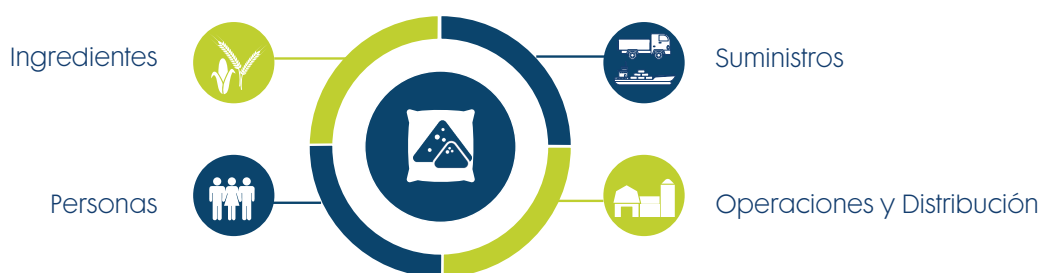 Ingredientes
Suministros
Personas
Operaciones y Distribución